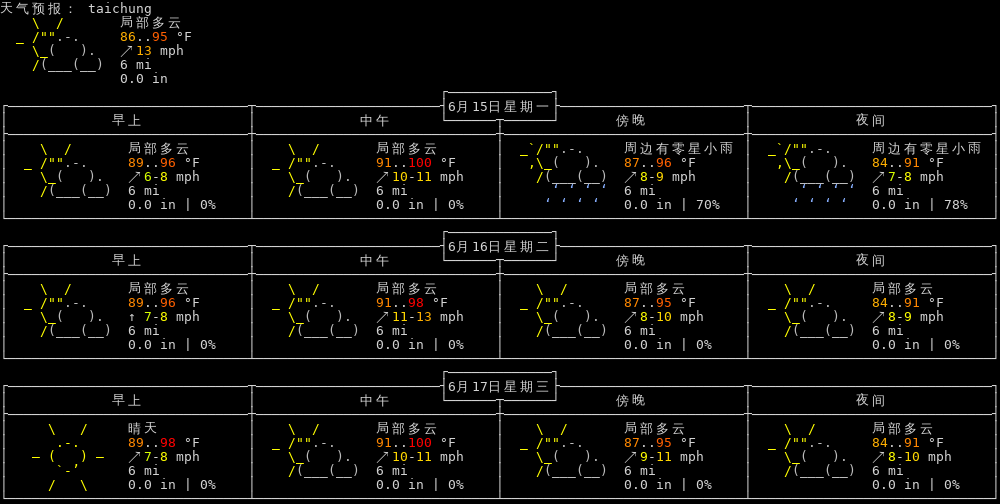 天气预报： taichung
局部多云
86..95 °F
↗13 mph
6 mi
0.0 in
6月15日星期一
早上 中午 傍晚 夜间
局部多云 局部多云 周边有零星小雨 周边有零星小雨
89..96 °F 91..100 °F 87..96 °F 84..91 °F
↗6-8 mph ↗10-11 mph ↗8-9 mph ↗7-8 mph
6 mi 6 mi 6 mi 6 mi
0.0 in | 0% 0.0 in | 0% 0.0 in | 70% 0.0 in | 78%
6月16日星期二
早上 中午 傍晚 夜间
局部多云 局部多云 局部多云 局部多云
89..96 °F 91..98 °F 87..95 °F 84..91 °F
↑ 7-8 mph ↗11-13 mph ↗8-10 mph ↗8-9 mph
6 mi 6 mi 6 mi 6 mi
0.0 in | 0% 0.0 in | 0% 0.0 in | 0% 0.0 in | 0%
6月17日星期三
早上 中午 傍晚 夜间
晴天 局部多云 局部多云 局部多云
89..98 °F 91..100 °F 87..95 °F 84..91 °F
↗7-8 mph ↗10-11 mph ↗9-11 mph ↗8-10 mph
6 mi 6 mi 6 mi 6 mi
0.0 in | 0% 0.0 in | 0% 0.0 in | 0% 0.0 in | 0%